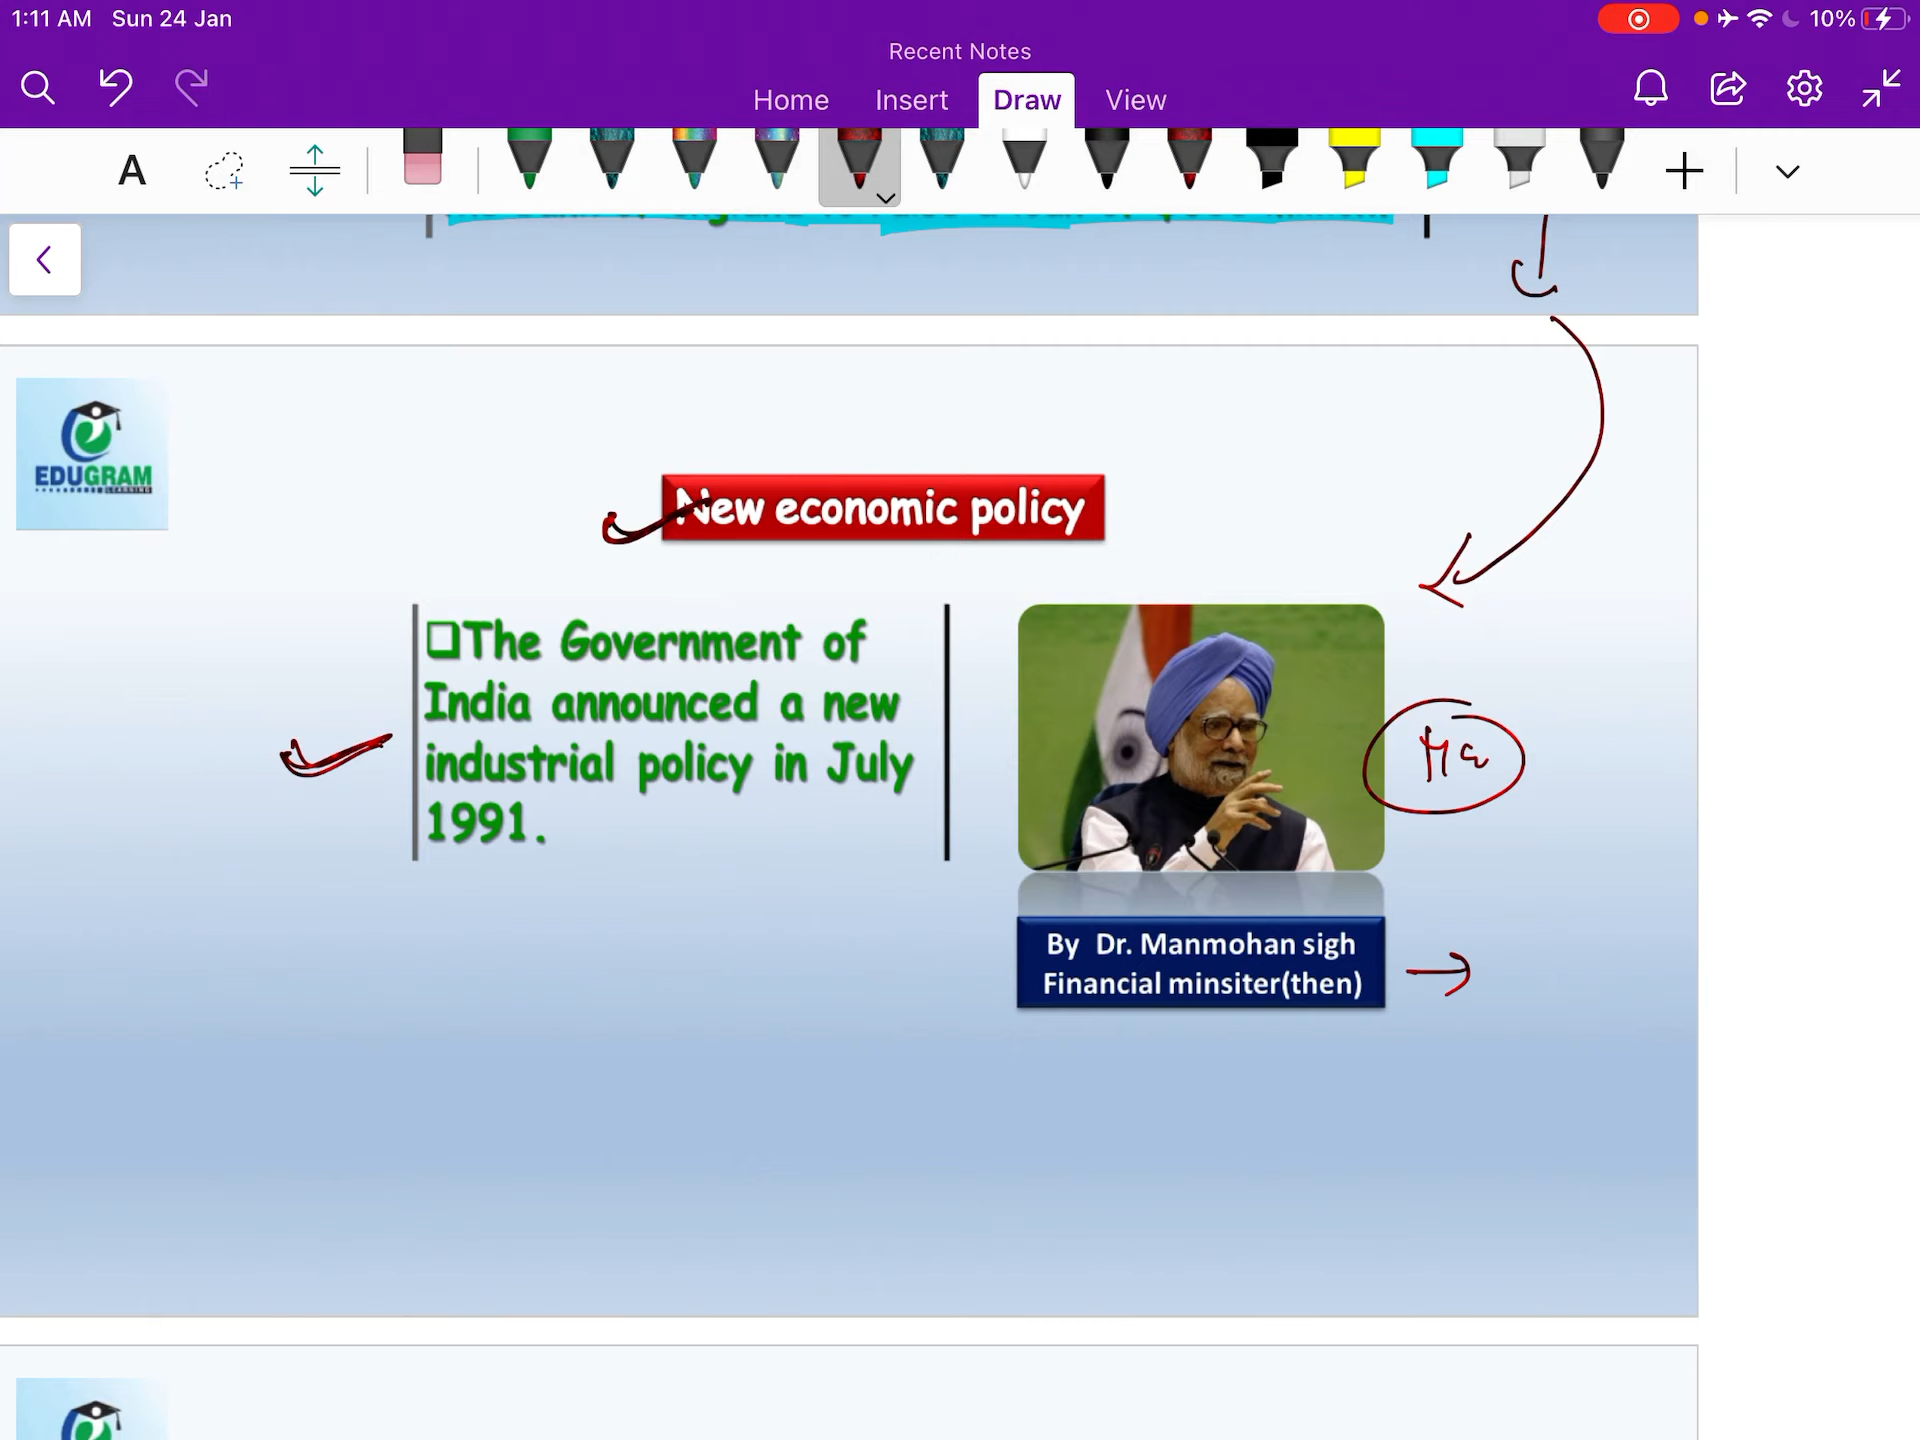 1:11 AM Sun 24 Jan
10%
Recent Notes
Home Insert Draw View
A
EDUGRAM
LEARNING
New economic policy
❑The Government of
India announced a new
industrial policy in July
1991.
By Dr. Manmohan sigh
Financial minsiter(then)